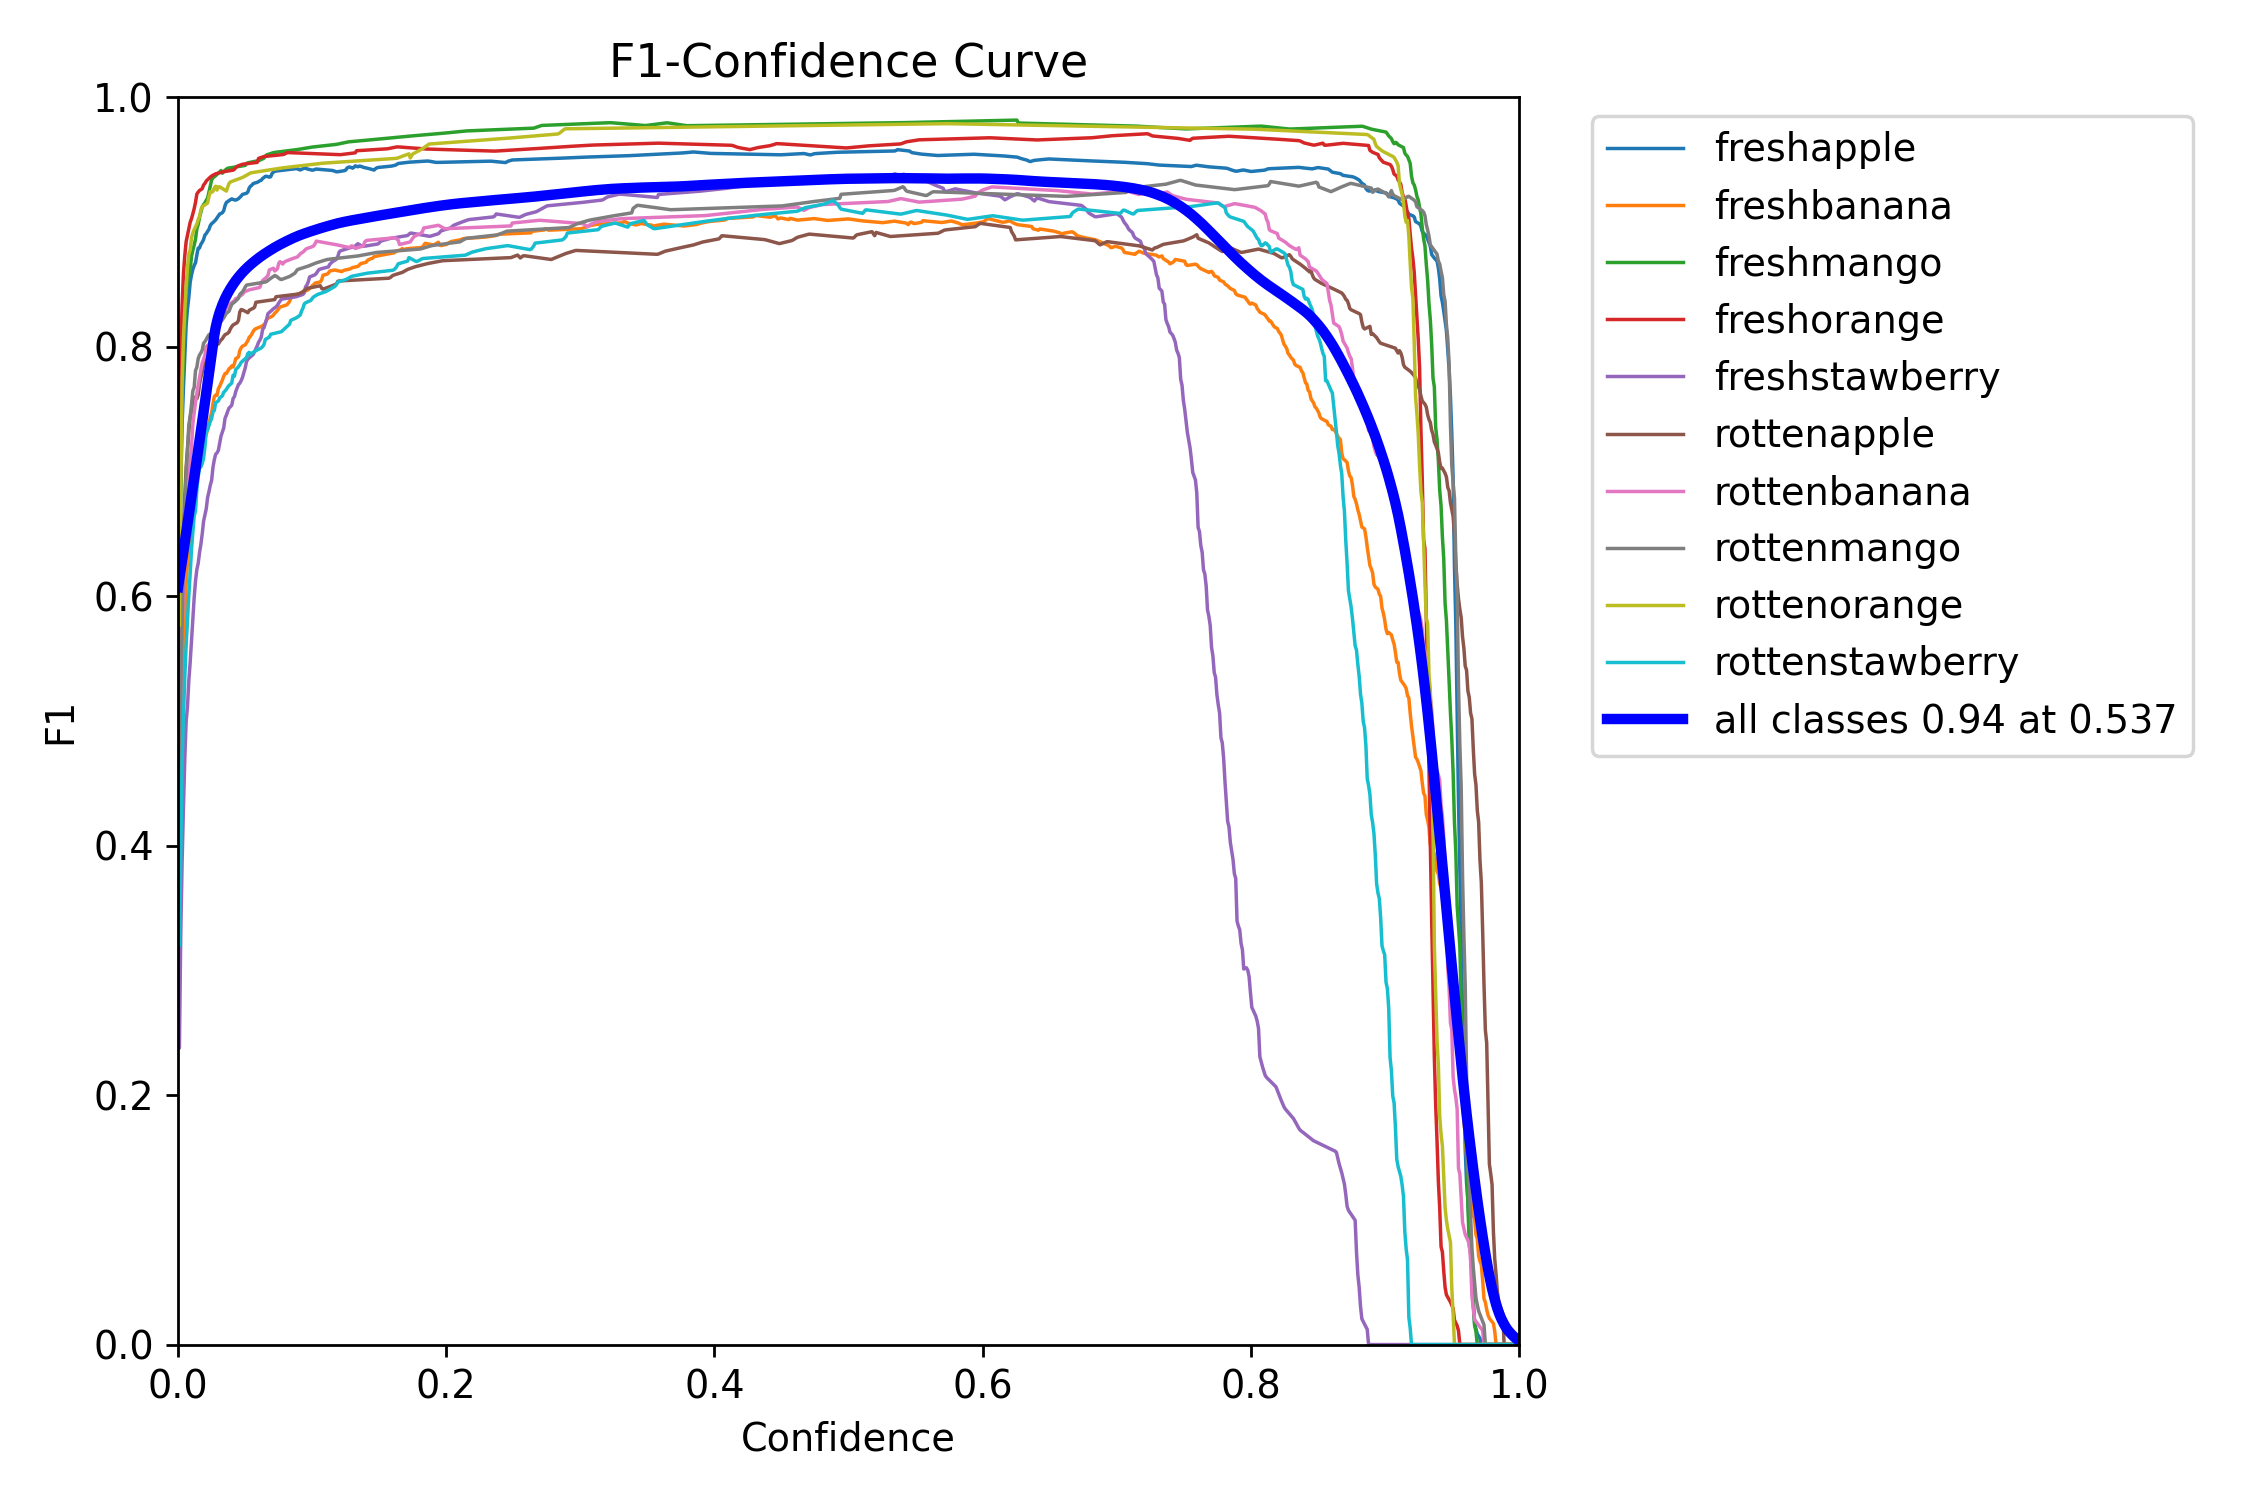 F1-Confidence Curve
1.0
0.8
0.6
0.4
0.2
0.0
F1
0.0 0.2 0.4 0.6 0.8 1.0
Confidence
freshapple
freshbanana
freshmango
freshorange
freshstawberry
rottenapple
rottenbanana
rottenmango
rottenorange
rottenstawberry
all classes 0.94 at 0.537